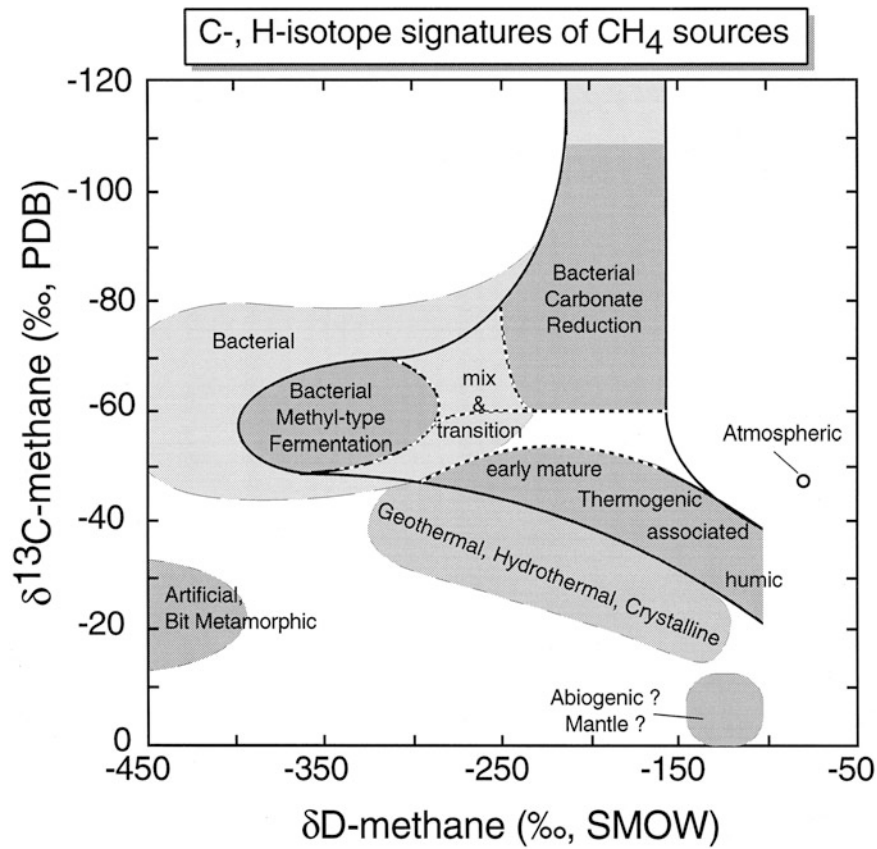 C-, H-isotope signatures of CH₄ sources
-120
-100
-80
-60
-40
-20
0
δ¹³C-methane (‰, PDB)
Bacterial
Carbonate
Reduction
Bacterial
mix
&
transition
Bacterial
Methyl-type
Fermentation
Atmospheric
early mature
Thermogenic
associated
humic
Geothermal, Hydrothermal, Crystalline
Artificial,
Bit Metamorphic
Abiogenic ?
Mantle ?
-450
-350
-250
-150
-50
δD-methane (‰, SMOW)